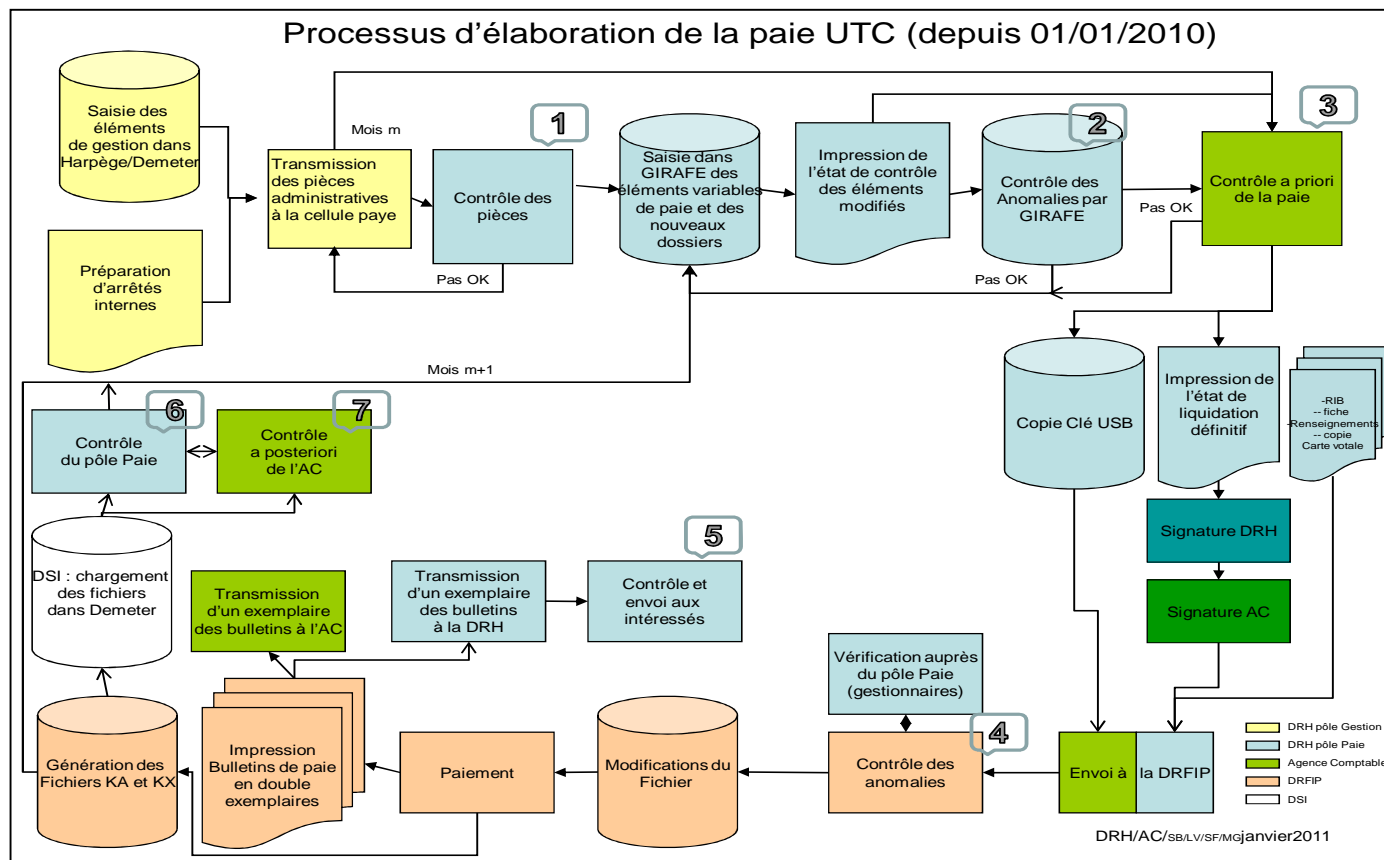 Processus d'élaboration de la paie UTC (depuis 01/01/2010)
Saisie des
éléments
de gestion dans
Harpège/Demeter
Préparation
d'arrêtés
internes
Mois m
Transmission
des pièces
administratives
à la cellule paye
1
Contrôle des
pièces
Pas OK
Saisie dans
GIRAFE des
éléments variables
de paie et des
nouveaux
dossiers
Impression de
l'état de contrôle
des éléments
modifiés
2
Contrôle des
Anomalies par
GIRAFE
Pas OK
Pas OK
3
Contrôle a priori
de la paie
Mois m+1
6
Contrôle
du pôle Paie
7
Contrôle
a posteriori
de l'AC
Copie Clé USB
Impression de
l'état de
liquidation
définitif
-RIB
-- fiche
-Renseignements
-- copie
Carte votale
Signature DRH
Signature AC
DSI : chargement
des fichiers
dans Demeter
Transmission
d'un exemplaire
des bulletins à l'AC
Transmission
d'un exemplaire
des bulletins
à la DRH
5
Contrôle et
envoi aux
intéressés
Vérification auprès
du pôle Paie
(gestionnaires)
4
Génération des
Fichiers KA et KX
Impression
Bulletins de paie
en double
exemplaires
Paiement
Modifications du
Fichier
Contrôle des
anomalies
Envoi à la DRFIP
DRH pôle Gestion
DRH pôle Paie
Agence Comptable
DRFIP
DSI
DRH/AC/SB/LV/SF/MGjanvier2011